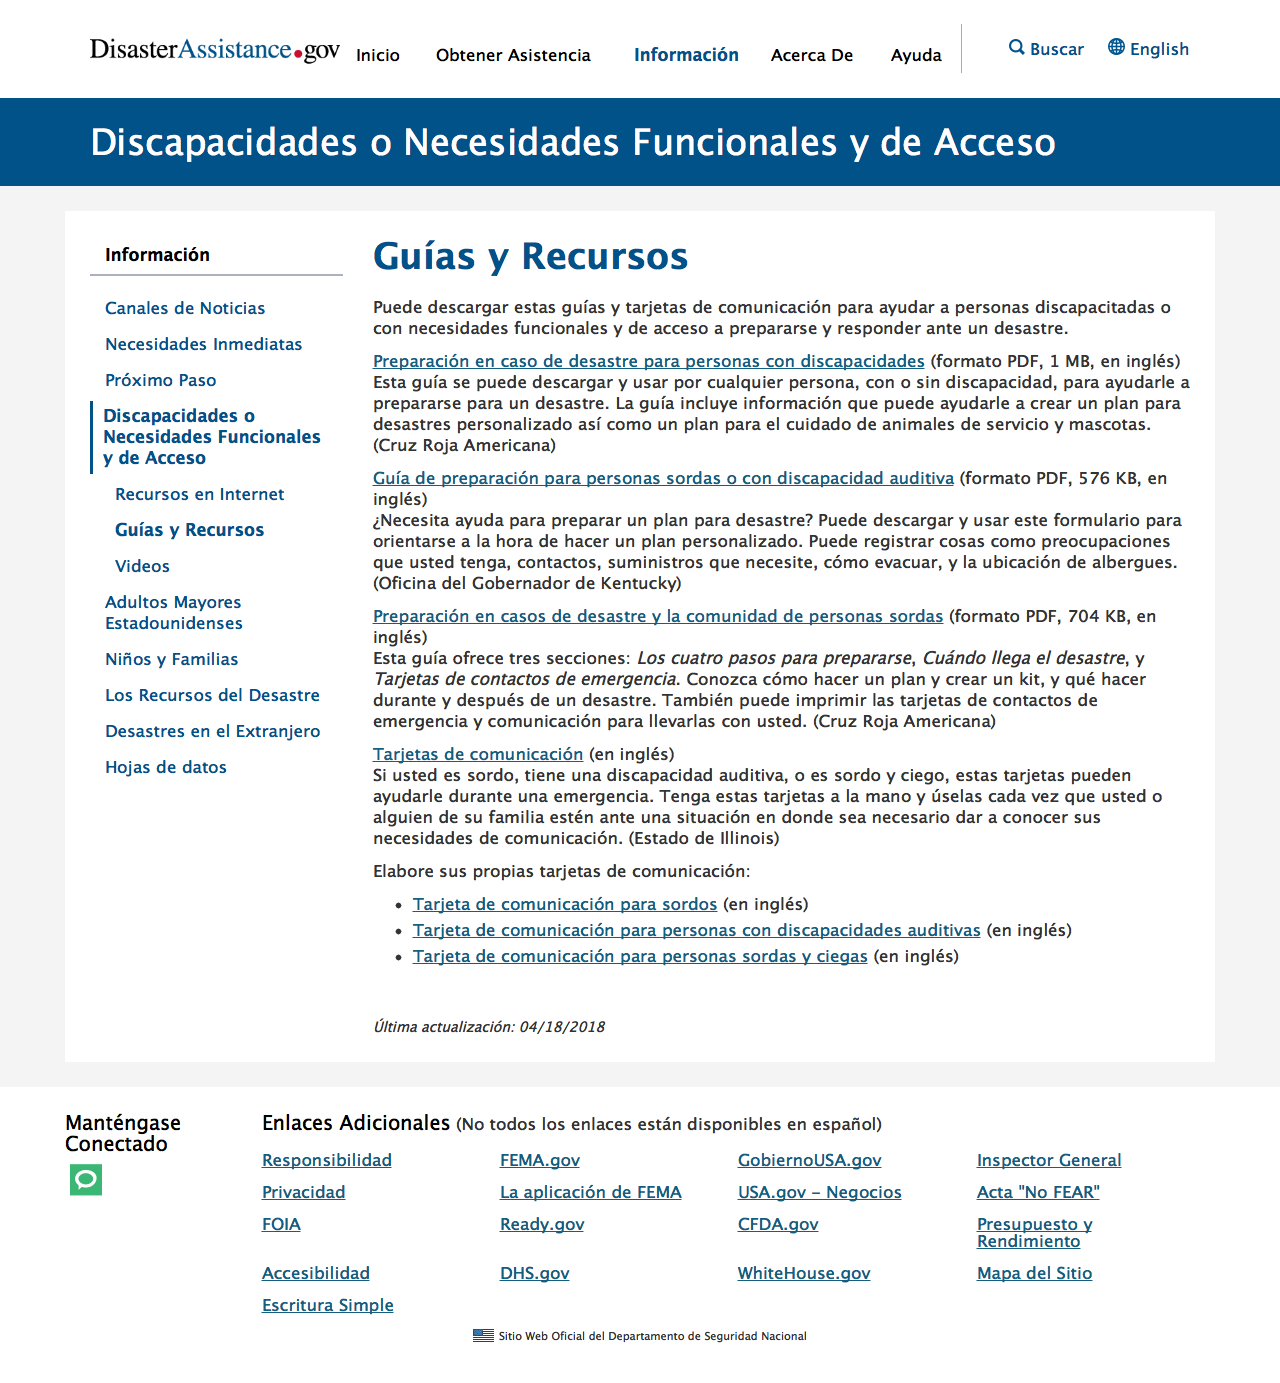 DisasterAssistance.gov
Inicio
Obtener Asistencia
Información
Acerca De
Ayuda
Buscar
English
Discapacidades o Necesidades Funcionales y de Acceso
Información
Canales de Noticias
Necesidades Inmediatas
Próximo Paso
Discapacidades o
Necesidades Funcionales
y de Acceso
Recursos en Internet
Guías y Recursos
Videos
Adultos Mayores
Estadounidenses
Niños y Familias
Los Recursos del Desastre
Desastres en el Extranjero
Hojas de datos
Guías y Recursos
Puede descargar estas guías y tarjetas de comunicación para ayudar a personas discapacitadas o
con necesidades funcionales y de acceso a prepararse y responder ante un desastre.
Preparación en caso de desastre para personas con discapacidades (formato PDF, 1 MB, en inglés)
Esta guía se puede descargar y usar por cualquier persona, con o sin discapacidad, para ayudarle a
prepararse para un desastre. La guía incluye información que puede ayudarle a crear un plan para
desastres personalizado así como un plan para el cuidado de animales de servicio y mascotas.
(Cruz Roja Americana)
Guía de preparación para personas sordas o con discapacidad auditiva (formato PDF, 576 KB, en
inglés)
¿Necesita ayuda para preparar un plan para desastre? Puede descargar y usar este formulario para
orientarse a la hora de hacer un plan personalizado. Puede registrar cosas como preocupaciones
que usted tenga, contactos, suministros que necesite, cómo evacuar, y la ubicación de albergues.
(Oficina del Gobernador de Kentucky)
Preparación en casos de desastre y la comunidad de personas sordas (formato PDF, 704 KB, en
inglés)
Esta guía ofrece tres secciones: Los cuatro pasos para prepararse, Cuándo llega el desastre, y
Tarjetas de contactos de emergencia. Conozca cómo hacer un plan y crear un kit, y qué hacer
durante y después de un desastre. También puede imprimir las tarjetas de contactos de
emergencia y comunicación para llevarlas con usted. (Cruz Roja Americana)
Tarjetas de comunicación (en inglés)
Si usted es sordo, tiene una discapacidad auditiva, o es sordo y ciego, estas tarjetas pueden
ayudarle durante una emergencia. Tenga estas tarjetas a la mano y úselas cada vez que usted o
alguien de su familia estén ante una situación en donde sea necesario dar a conocer sus
necesidades de comunicación. (Estado de Illinois)
Elabore sus propias tarjetas de comunicación:
• Tarjeta de comunicación para sordos (en inglés)
• Tarjeta de comunicación para personas con discapacidades auditivas (en inglés)
• Tarjeta de comunicación para personas sordas y ciegas (en inglés)
Última actualización: 04/18/2018
Manténgase
Conectado
Enlaces Adicionales (No todos los enlaces están disponibles en español)
Responsibilidad
FEMA.gov
GobiernoUSA.gov
Inspector General
Privacidad
La aplicación de FEMA
USA.gov – Negocios
Acta "No FEAR"
FOIA
Ready.gov
CFDA.gov
Presupuesto y
Rendimiento
Accesibilidad
DHS.gov
WhiteHouse.gov
Mapa del Sitio
Escritura Simple
Sitio Web Oficial del Departamento de Seguridad Nacional